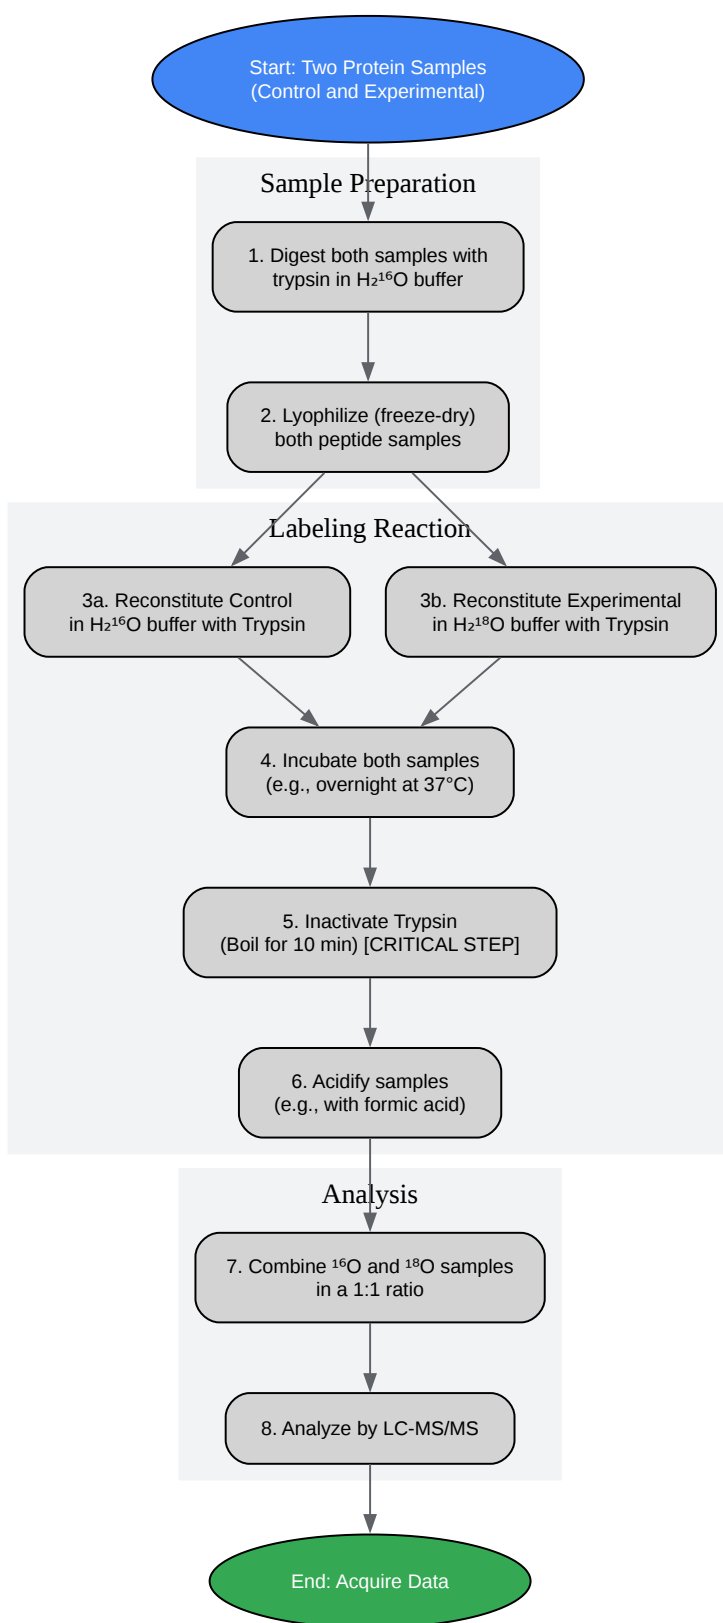 Start: Two Protein Samples
(Control and Experimental)
Sample Preparation
1. Digest both samples with
trypsin in H₂¹⁶O buffer
2. Lyophilize (freeze-dry)
both peptide samples
Labeling Reaction
3a. Reconstitute Control
in H₂¹⁶O buffer with Trypsin
3b. Reconstitute Experimental
in H₂¹⁸O buffer with Trypsin
4. Incubate both samples
(e.g., overnight at 37°C)
5. Inactivate Trypsin
(Boil for 10 min) [CRITICAL STEP]
6. Acidify samples
(e.g., with formic acid)
Analysis
7. Combine ¹⁶O and ¹⁸O samples
in a 1:1 ratio
8. Analyze by LC-MS/MS
End: Acquire Data